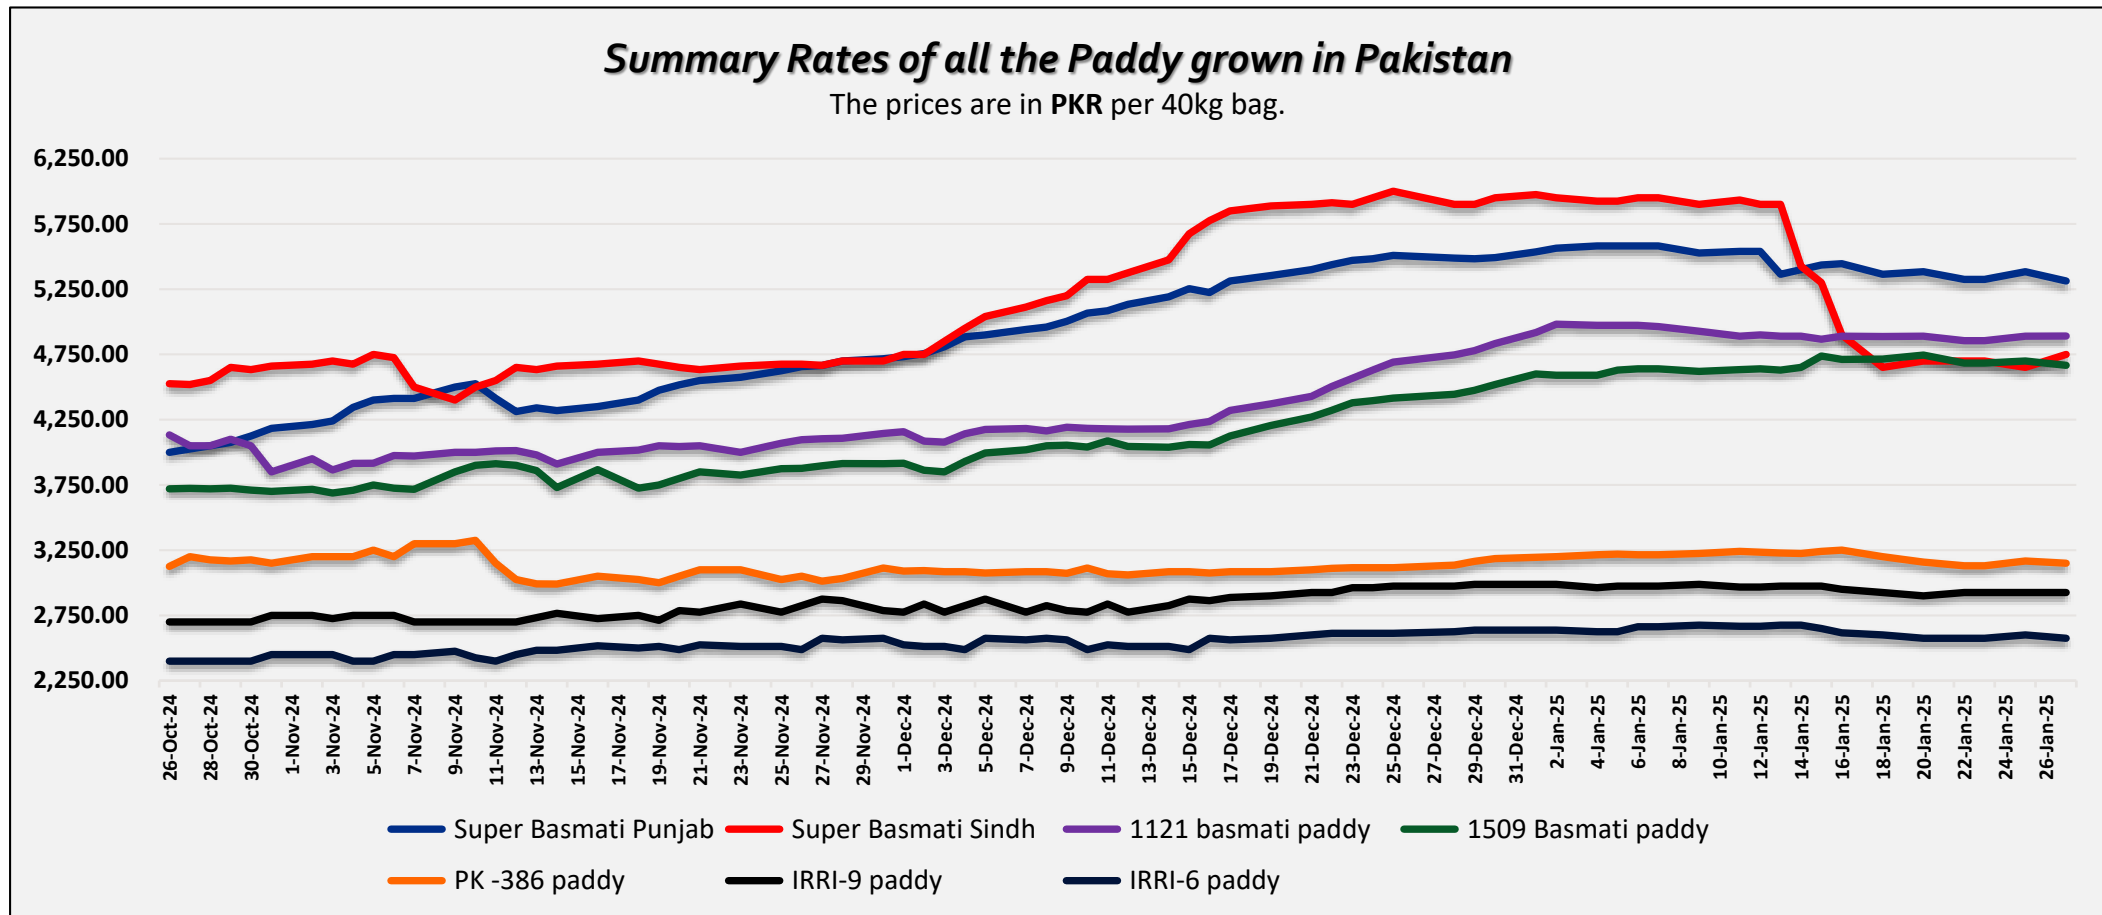 Summary Rates of all the Paddy grown in Pakistan
The prices are in PKR per 40kg bag.
6,250.00
5,750.00
5,250.00
4,750.00
4,250.00
3,750.00
3,250.00
2,750.00
2,250.00
26-Oct-24
28-Oct-24
30-Oct-24
1-Nov-24
3-Nov-24
5-Nov-24
7-Nov-24
9-Nov-24
11-Nov-24
13-Nov-24
15-Nov-24
17-Nov-24
19-Nov-24
21-Nov-24
23-Nov-24
25-Nov-24
27-Nov-24
29-Nov-24
1-Dec-24
3-Dec-24
5-Dec-24
7-Dec-24
9-Dec-24
11-Dec-24
13-Dec-24
15-Dec-24
17-Dec-24
19-Dec-24
21-Dec-24
23-Dec-24
25-Dec-24
27-Dec-24
29-Dec-24
31-Dec-24
2-Jan-25
4-Jan-25
6-Jan-25
8-Jan-25
10-Jan-25
12-Jan-25
14-Jan-25
16-Jan-25
18-Jan-25
20-Jan-25
22-Jan-25
24-Jan-25
26-Jan-25
Super Basmati Punjab Super Basmati Sindh 1121 basmati paddy 1509 Basmati paddy
PK -386 paddy IRRI-9 paddy IRRI-6 paddy